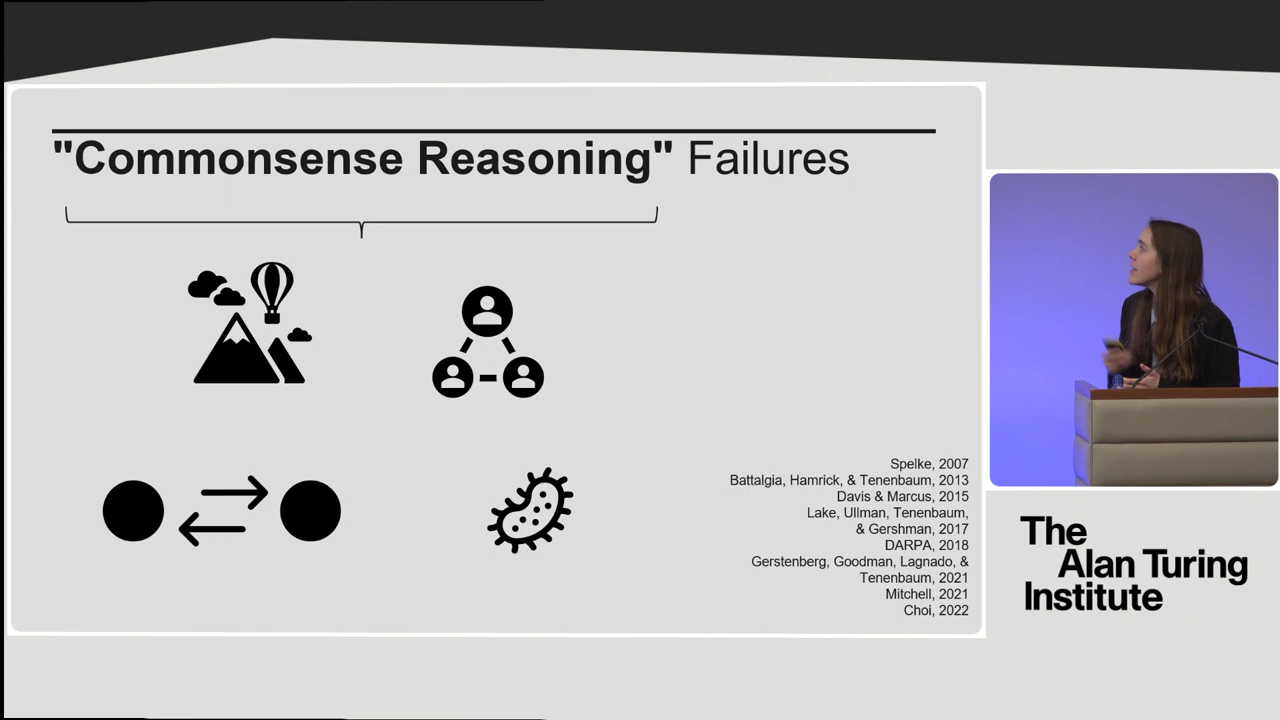 "Commonsense Reasoning" Failures
Spelke, 2007
Battalgia, Hamrick, & Tenenbaum, 2013
Davis & Marcus, 2015
Lake, Ullman, Tenenbaum,
& Gershman, 2017
DARPA, 2018
Gerstenberg, Goodman, Lagnado, &
Tenenbaum, 2021
Mitchell, 2021
Choi, 2022
The
Alan Turing
Institute